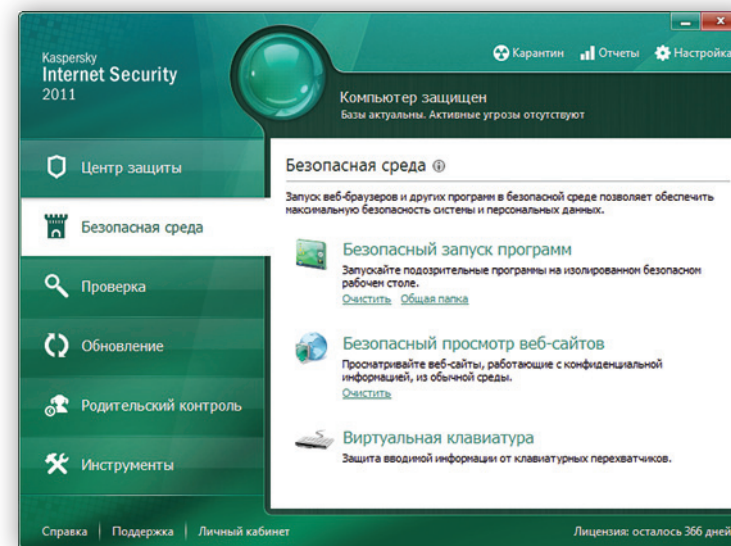 Kaspersky
Internet Security
2011
Карантин Отчеты Настройка
Компьютер защищен
Базы актуальны. Активные угрозы отсутствуют
Центр защиты
Безопасная среда
Проверка
Обновление
Родительский контроль
Инструменты
Безопасная среда
Запуск веб-браузеров и других программ в безопасной среде позволяет обеспечить
максимальную безопасность системы и персональных данных.
Безопасный запуск программ
Запускайте подозрительные программы на изолированном безопасном
рабочем столе.
Очистить Общая папка
Безопасный просмотр веб-сайтов
Просматривайте веб-сайты, работающие с конфиденциальной
информацией, из обычной среды.
Очистить
Виртуальная клавиатура
Защита вводиной информации от клавиатурных перехватчиков.
Справка Поддержка Личный кабинет
Лицензия: осталось 366 дней